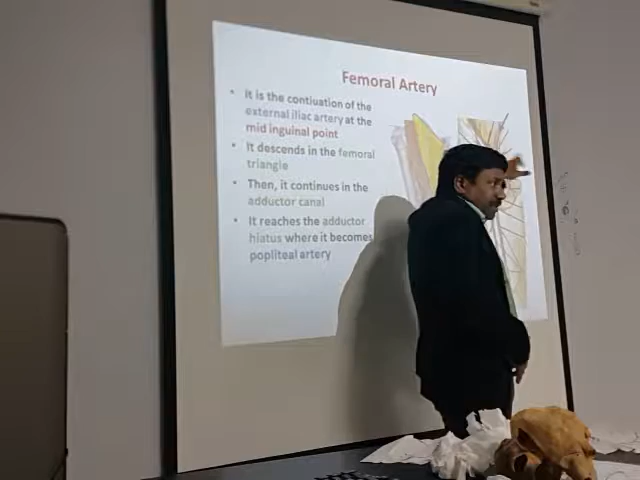 Femoral Artery
• It is the contiuation of the
external iliac artery at the
mid inguinal point
• It descends in the femoral
triangle
• Then, it continues in the
adductor canal
• It reaches the adductor
hiatus where it becomes
popliteal artery